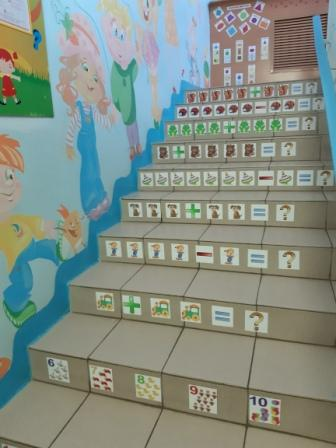 + = ?
- = ?
+ = ?
+ = ?
- = ?
+ = ?
- = ?
+ = ?
6 7 8 9 10